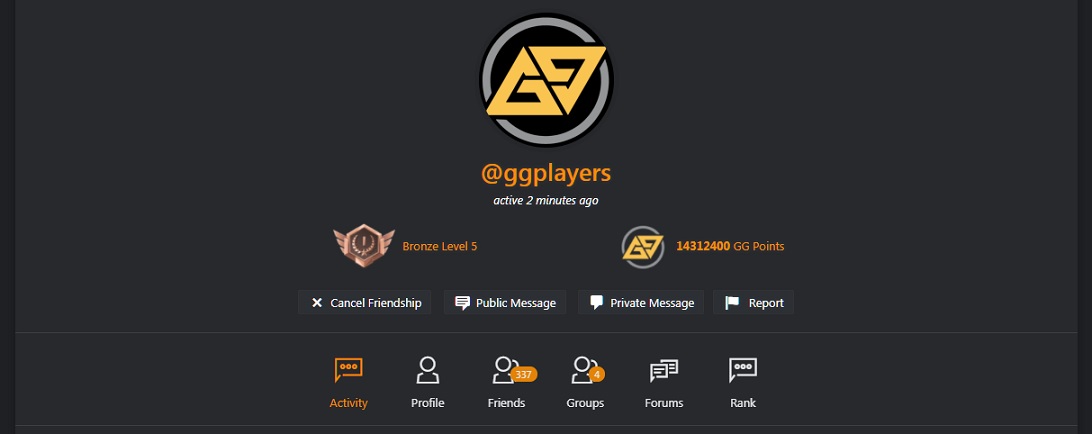 @ggplayers
active 2 minutes ago
Bronze Level 5
14312400 GG Points
Cancel Friendship Public Message Private Message Report
337 4
Activity Profile Friends Groups Forums Rank